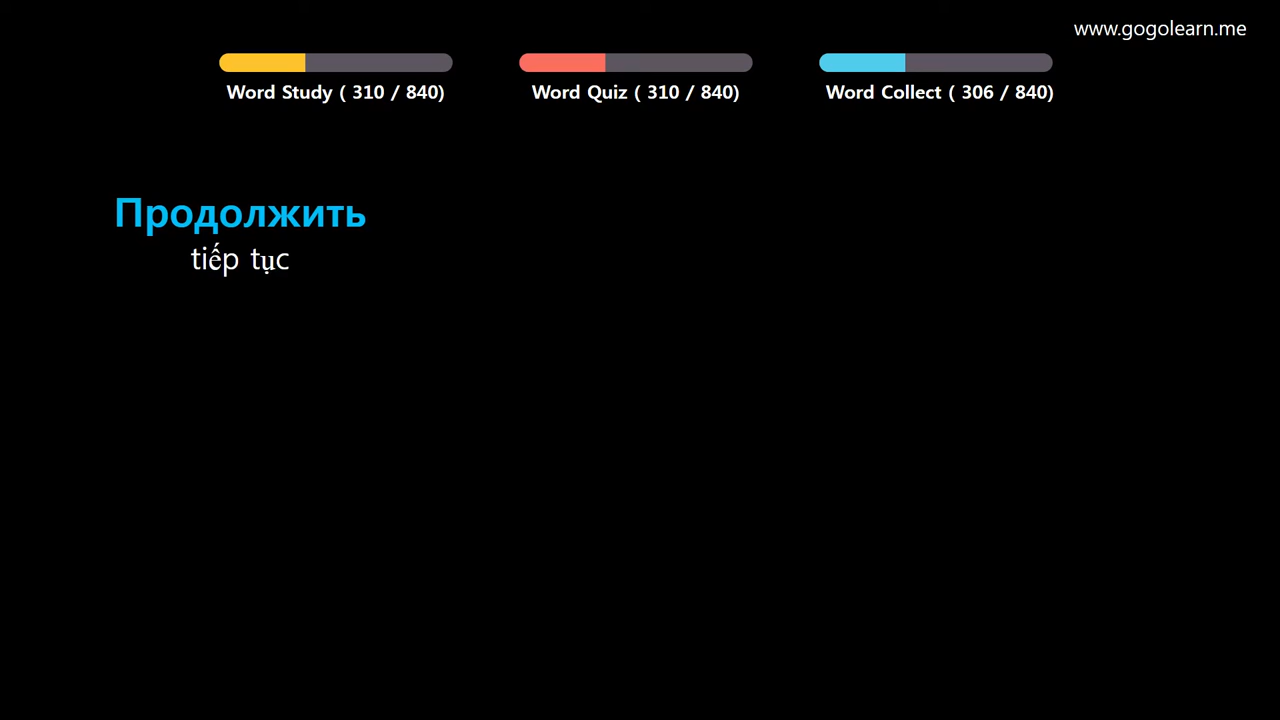 www.gogolearn.me
Word Study ( 310 / 840)
Word Quiz ( 310 / 840)
Word Collect ( 306 / 840)
Продолжить
tiếp tục